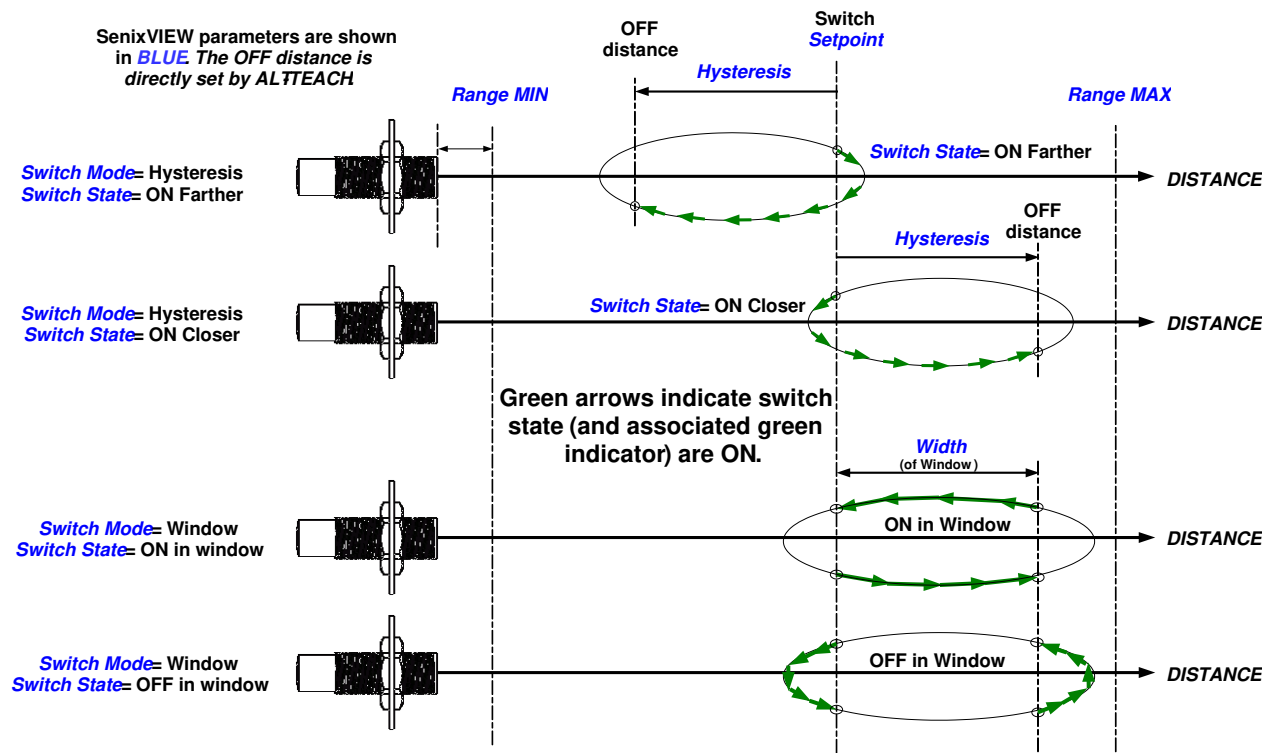 SenixVIEW parameters are shown
in BLUE. The OFF distance is
directly set by ALTTEACH.
OFF
distance
Switch
Setpoint
Hysteresis
Range MIN
Range MAX
Switch Mode= Hysteresis
Switch State= ON Farther
Switch State= ON Farther
DISTANCE
OFF
distance
Hysteresis
Switch Mode= Hysteresis
Switch State= ON Closer
Switch State= ON Closer
DISTANCE
Green arrows indicate switch
state (and associated green
indicator) are ON.
Width
(of Window)
Switch Mode= Window
Switch State= ON in window
ON in Window
DISTANCE
Switch Mode= Window
Switch State= OFF in window
OFF in Window
DISTANCE